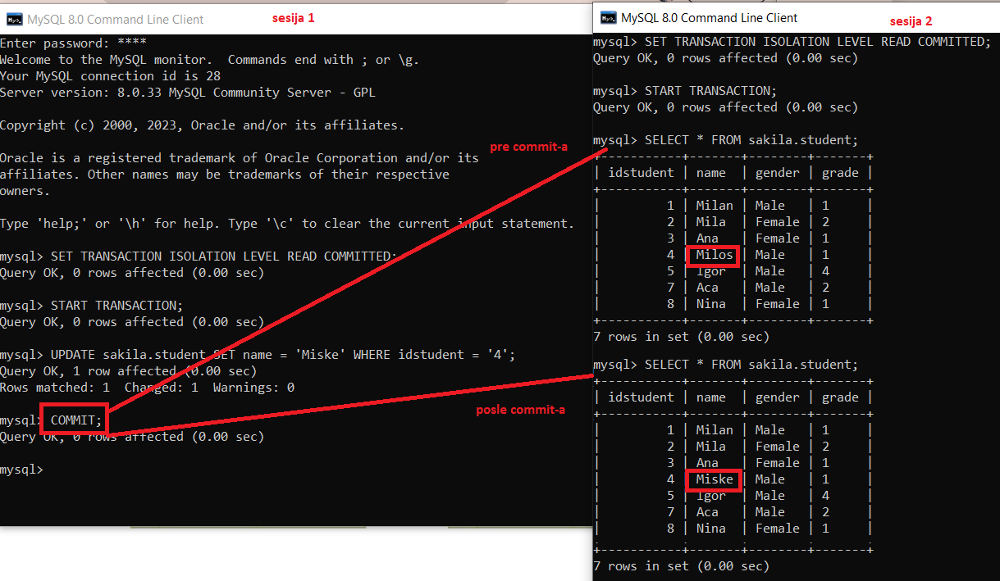 MySQL 8.0 Command Line Client
sesija 1
Enter password: ****
Welcome to the MySQL monitor.  Commands end with ; or \g.
Your MySQL connection id is 28
Server version: 8.0.33 MySQL Community Server - GPL
Copyright (c) 2000, 2023, Oracle and/or its affiliates.
Oracle is a registered trademark of Oracle Corporation and/or its
affiliates. Other names may be trademarks of their respective
owners.
Type 'help;' or '\h' for help. Type '\c' to clear the current input statement.
mysql> SET TRANSACTION ISOLATION LEVEL READ COMMITTED;
Query OK, 0 rows affected (0.00 sec)
mysql> START TRANSACTION;
Query OK, 0 rows affected (0.00 sec)
mysql> UPDATE sakila.student SET name = 'Miske' WHERE idstudent = '4';
Query OK, 1 row affected (0.00 sec)
Rows matched: 1  Changed: 1  Warnings: 0
mysql> COMMIT;
Query OK, 0 rows affected (0.00 sec)
mysql>
pre commit-a
posle commit-a
MySQL 8.0 Command Line Client
sesija 2
mysql> SET TRANSACTION ISOLATION LEVEL READ COMMITTED;
Query OK, 0 rows affected (0.00 sec)
mysql> START TRANSACTION;
Query OK, 0 rows affected (0.00 sec)
mysql> SELECT * FROM sakila.student;
+-----------+-------+--------+-------+
| idstudent | name  | gender | grade |
+-----------+-------+--------+-------+
|         1 | Milan | Male   | 1     |
|         2 | Mila  | Female | 2     |
|         3 | Ana   | Female | 1     |
|         4 | Milos | Male   | 1     |
|         5 | Igor  | Male   | 4     |
|         7 | Aca   | Male   | 2     |
|         8 | Nina  | Female | 1     |
+-----------+-------+--------+-------+
7 rows in set (0.00 sec)
mysql> SELECT * FROM sakila.student;
+-----------+-------+--------+-------+
| idstudent | name  | gender | grade |
+-----------+-------+--------+-------+
|         1 | Milan | Male   | 1     |
|         2 | Mila  | Female | 2     |
|         3 | Ana   | Female | 1     |
|         4 | Miske | Male   | 1     |
|         5 | Igor  | Male   | 4     |
|         7 | Aca   | Male   | 2     |
|         8 | Nina  | Female | 1     |
+-----------+-------+--------+-------+
7 rows in set (0.00 sec)